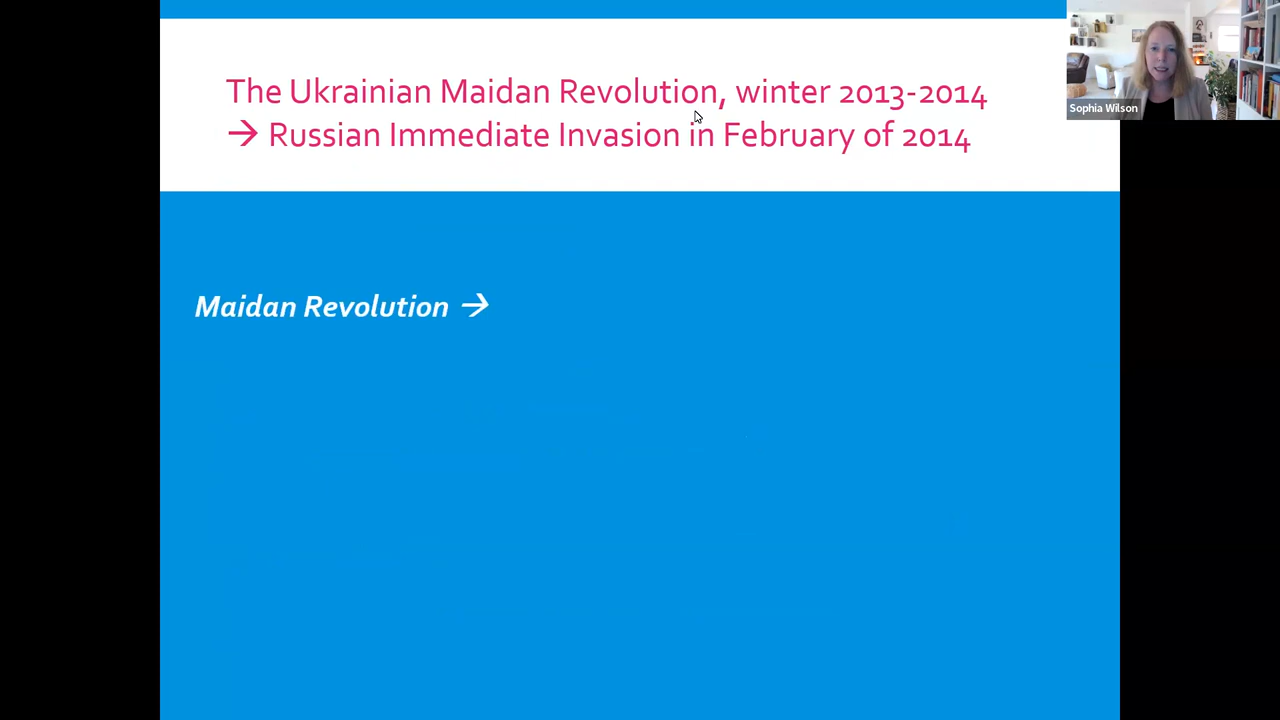 The Ukrainian Maidan Revolution, winter 2013-2014
→ Russian Immediate Invasion in February of 2014
Sophia Wilson
Maidan Revolution →